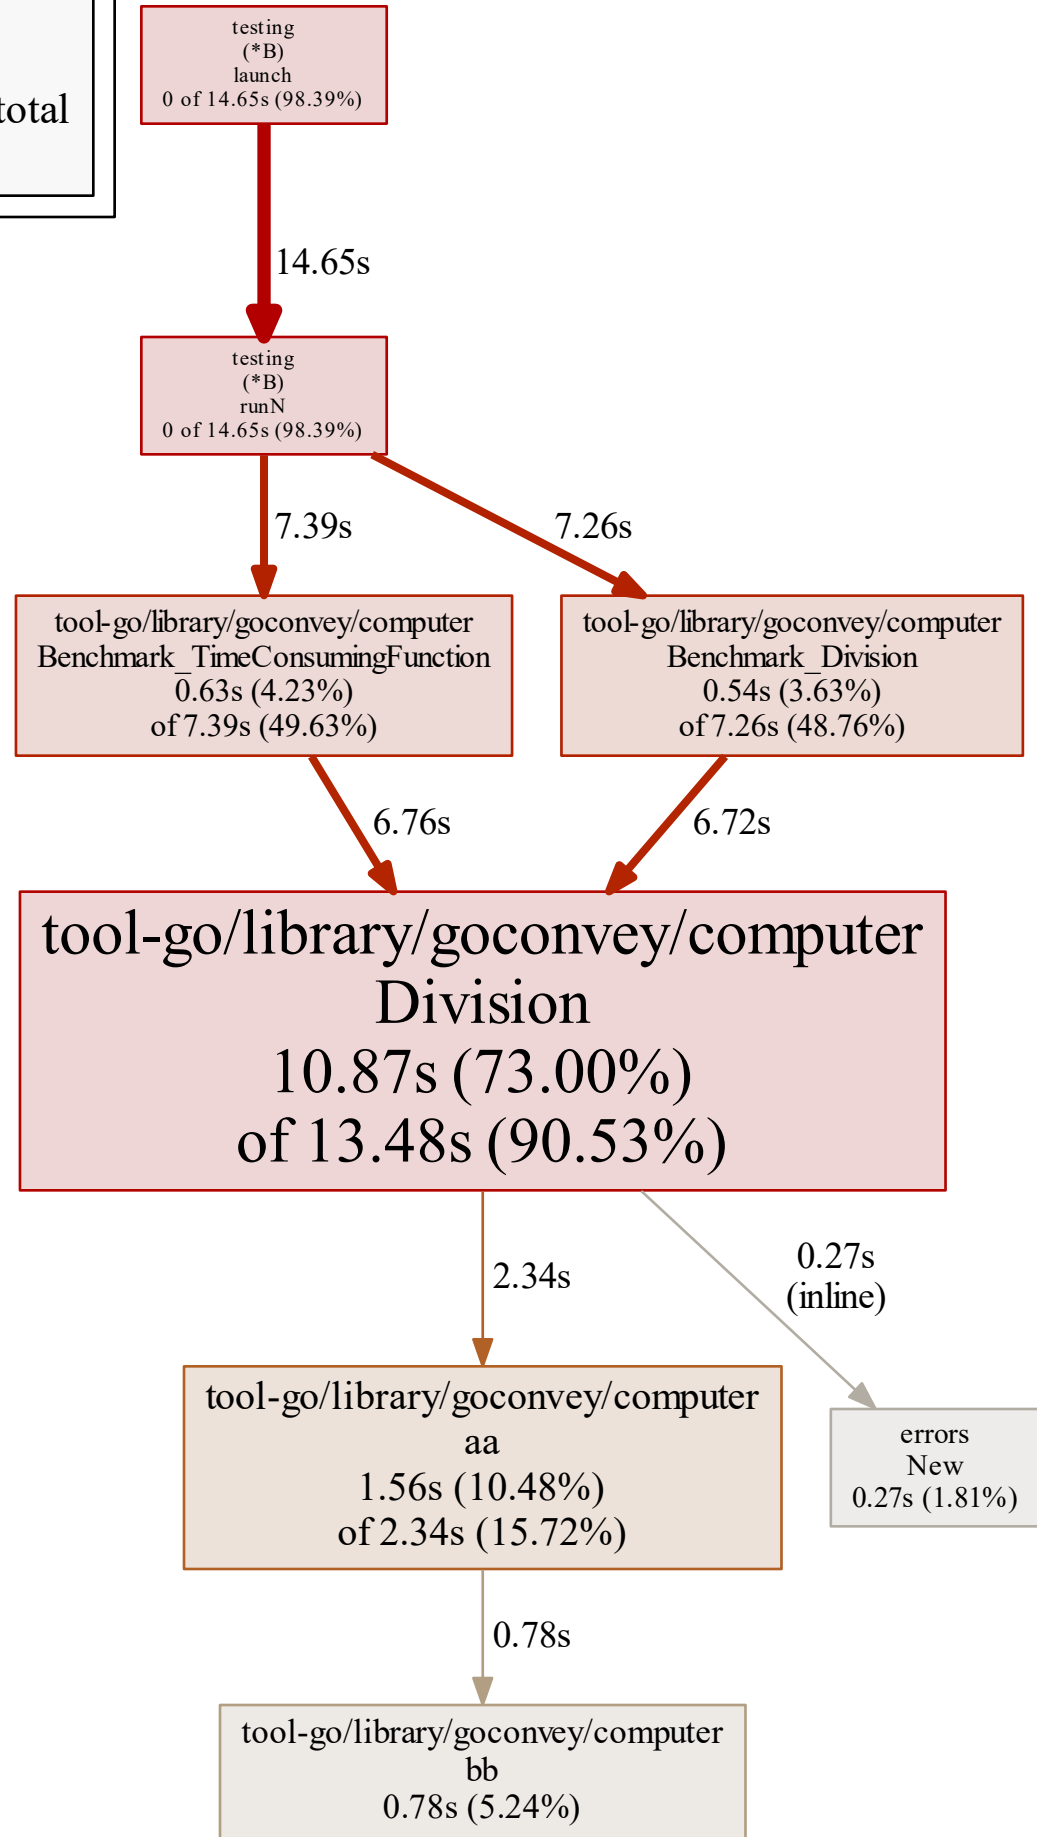 total
testing
(*B)
launch
0 of 14.65s (98.39%)
14.65s
testing
(*B)
runN
0 of 14.65s (98.39%)
7.39s
7.26s
tool-go/library/goconvey/computer
Benchmark_TimeConsumingFunction
0.63s (4.23%)
of 7.39s (49.63%)
tool-go/library/goconvey/computer
Benchmark_Division
0.54s (3.63%)
of 7.26s (48.76%)
6.76s
6.72s
tool-go/library/goconvey/computer
Division
10.87s (73.00%)
of 13.48s (90.53%)
2.34s
0.27s
(inline)
tool-go/library/goconvey/computer
aa
1.56s (10.48%)
of 2.34s (15.72%)
errors
New
0.27s (1.81%)
0.78s
tool-go/library/goconvey/computer
bb
0.78s (5.24%)